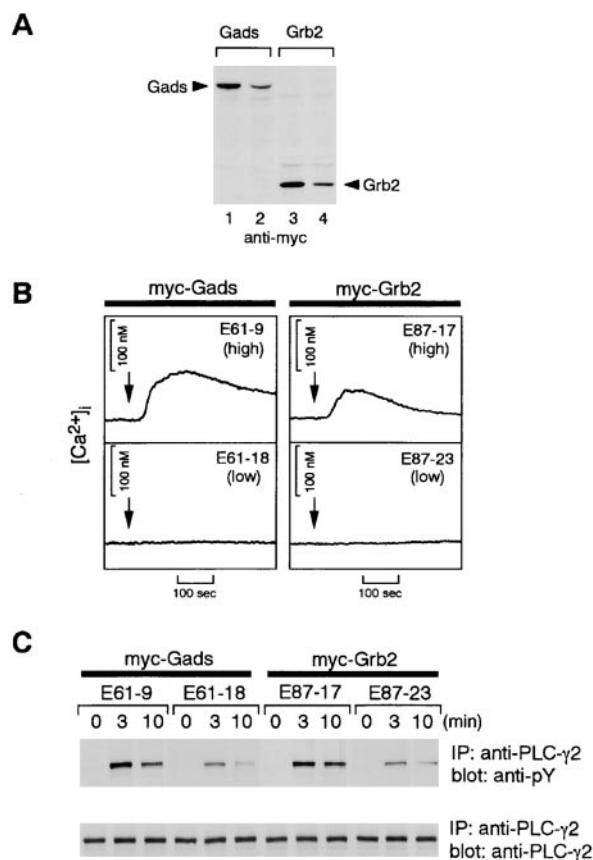 A
Gads Grb2
Gads
Grb2
1 2 3 4
anti-myc
B
myc-Gads myc-Grb2
[Ca2+]i
100 nM
E61-9
(high)
100 nM
E87-17
(high)
100 nM
E61-18
(low)
100 nM
E87-23
(low)
100 sec 100 sec
C
myc-Gads myc-Grb2
E61-9 E61-18 E87-17 E87-23
0 3 10 0 3 10 0 3 10 0 3 10 (min)
IP: anti-PLC-γ2
blot: anti-pY
IP: anti-PLC-γ2
blot: anti-PLC-γ2